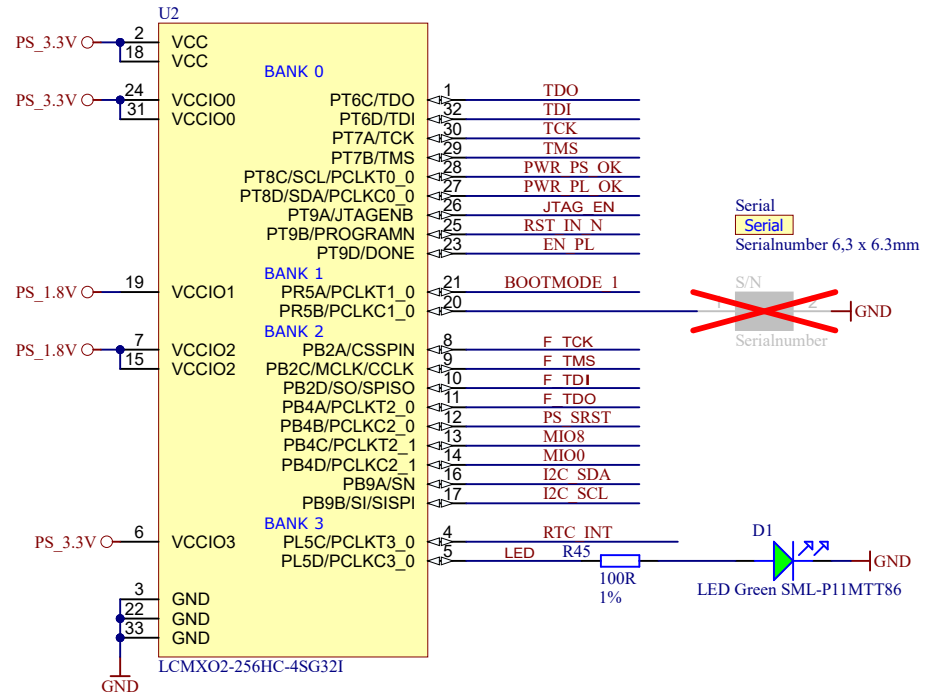 U2
PS_3.3V 2 VCC
18 VCC
BANK 0
PS_3.3V 24 VCCIO0
31 VCCIO0
PT6C/TDO 1 TDO
PT6D/TDI 32 TDI
PT7A/TCK 30 TCK
PT7B/TMS 29 TMS
PT8C/SCL/PCLKT0_0 28 PWR_PS_OK
PT8D/SDA/PCLKC0_0 27 PWR_PL_OK
PT9A/JTAGENB 26 JTAG_EN
PT9B/PROGRAMN 25 RST_IN_N
PT9D/DONE 23 EN_PL
Serial
Serial
Serialnumber 6,3 x 6.3mm
BANK 1
PS_1.8V 19 VCCIO1
PR5A/PCLKT1_0 21 BOOTMODE_1
PR5B/PCLKC1_0 20
S/N
1 2 GND
Serialnumber
BANK 2
PS_1.8V 7 VCCIO2
15 VCCIO2
PB2A/CSSPIN 8 F_TCK
PB2C/MCLK/CCLK 9 F_TMS
PB2D/SO/SPISO 10 F_TDI
PB4A/PCLKT2_0 11 F_TDO
PB4B/PCLKC2_0 12 PS_SRST
PB4C/PCLKT2_1 13 MIO8
PB4D/PCLKC2_1 14 MIO0
PB9A/SN 16 I2C_SDA
PB9B/SI/SISPI 17 I2C_SCL
BANK 3
PS_3.3V 6 VCCIO3
PL5C/PCLKT3_0 4 RTC_INT
PL5D/PCLKC3_0 5 LED
R45
100R
1%
D1
LED Green SML-P11MTT86
GND
3 GND
22 GND
33 GND
GND
LCMXO2-256HC-4SG32I